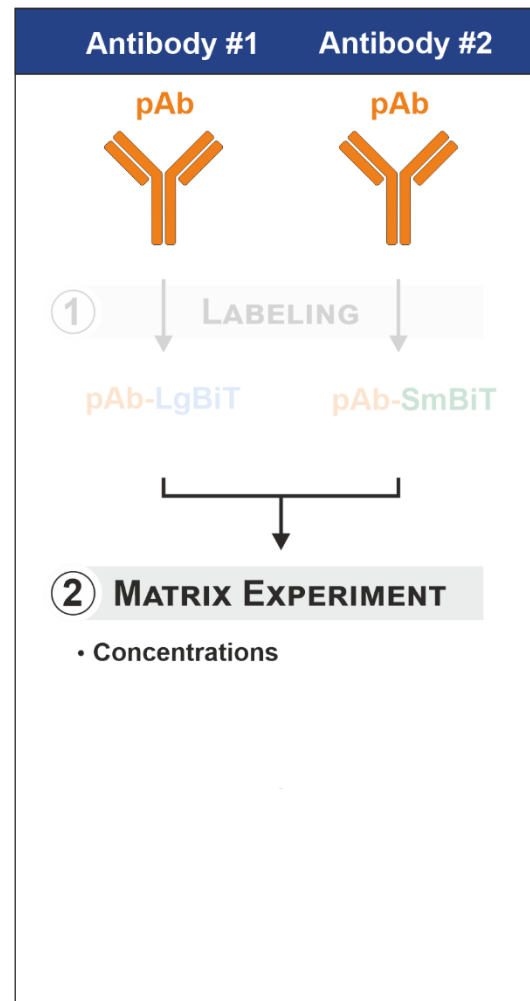 Antibody #1 Antibody #2
pAb pAb
1 LABELING
pAb-LgBiT pAb-SmBiT
2 MATRIX EXPERIMENT
• Concentrations